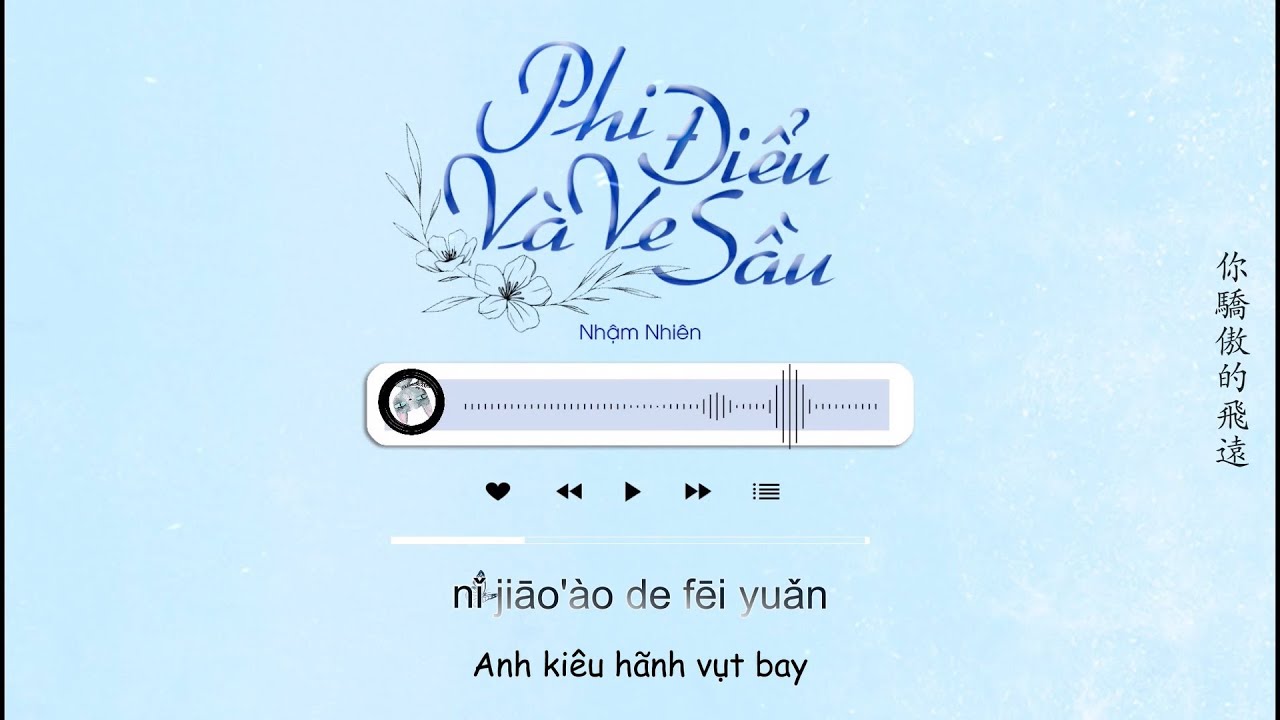 Phi Điểu
Và Ve Sầu
Nhậm Nhiên
你驕傲的飛遠
nǐ jiāo'ào de fēi yuǎn
Anh kiêu hãnh vụt bay